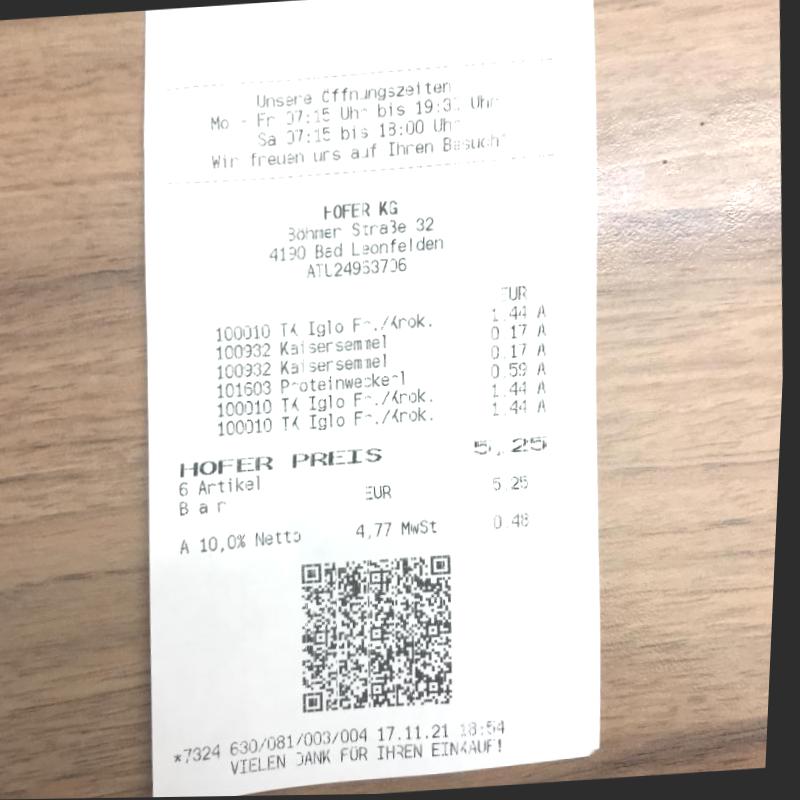 Unsere Öffnungszeiten
Mo - Fr 07:15 Uhr bis 19:30 Uhr
Sa 07:15 bis 18:00 Uhr
Wir freuen uns auf Ihren Besuch
HOFER KG
Böhmer Straße 32
4190 Bad Leonfelden
EUR
100010 TK Iglo Fr./Krok. 1.44 A
100932 Kaisersemmel 0.17 A
100932 Kaisersemmel 0.17 A
101603 Proteinweckerl 0.59 A
100010 TK Iglo Fr./Krok. 1.44 A
100010 TK Iglo Fr./Krok. 1.44 A
HOFER PREIS 5,25
6 Artikel
Bar EUR 5.25
A 10,0% Netto 4,77 MwSt 0.48
*7324 630/081/003/004 17.11.21 18:54
VIELEN DANK FÜR IHREN EINKAUF!